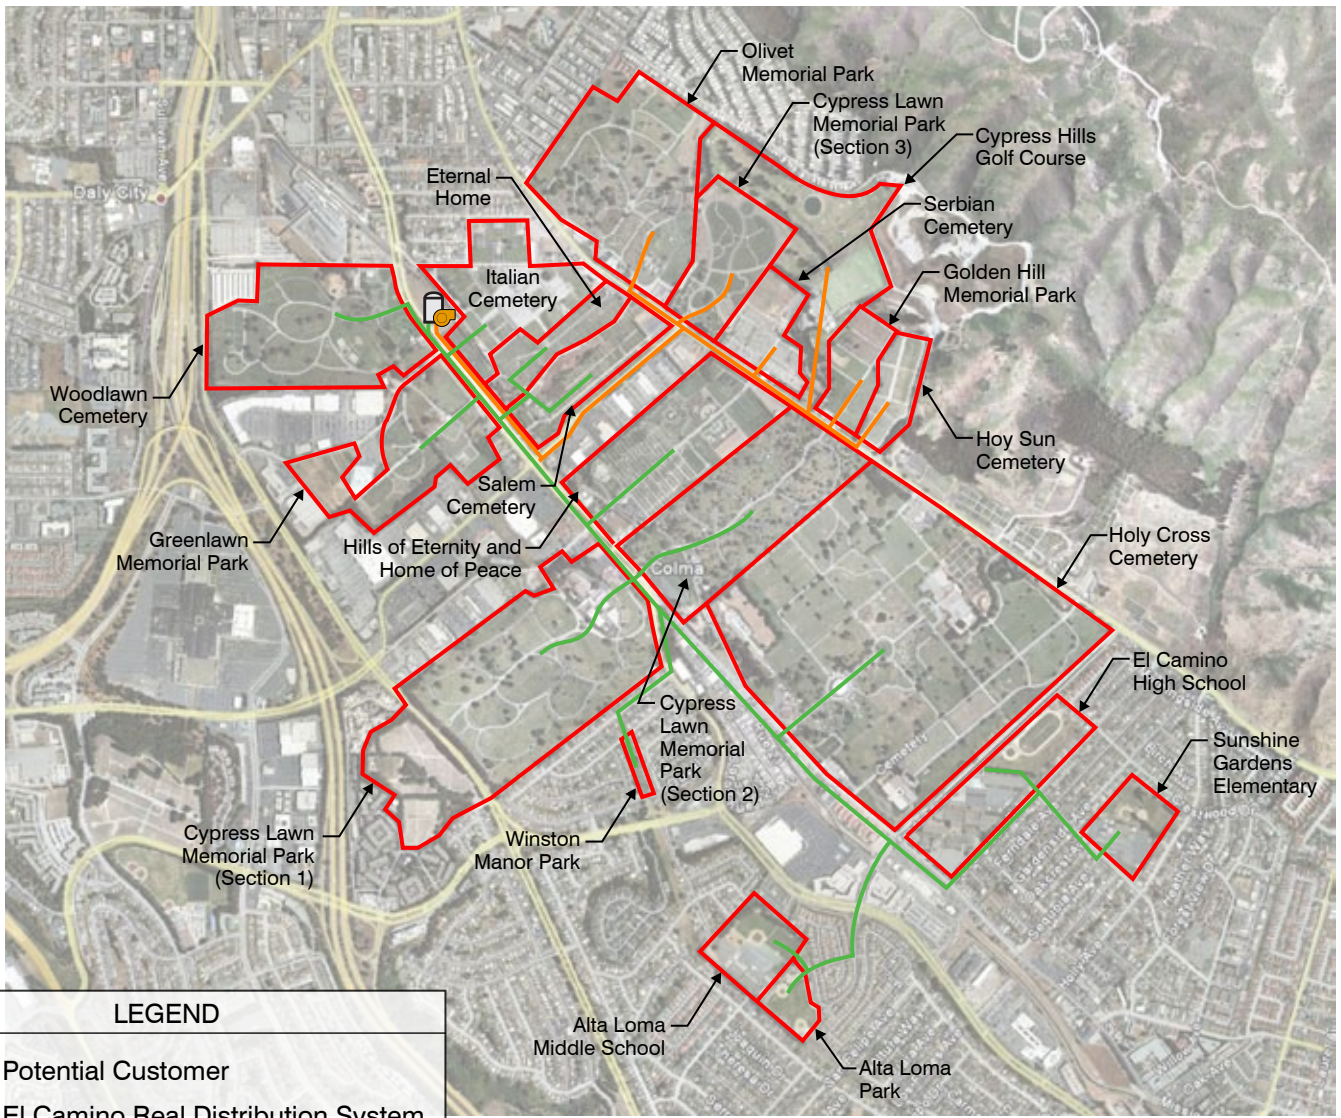 Olivet
Memorial Park
Cypress Lawn
Memorial Park
(Section 3)
Cypress Hills
Golf Course
Eternal
Home
Daly City
Serbian
Cemetery
Italian
Cemetery
Golden Hill
Memorial Park
Woodlawn
Cemetery
Hoy Sun
Cemetery
Salem
Cemetery
Greenlawn
Memorial Park
Hills of Eternity and
Home of Peace
Holy Cross
Cemetery
Colma
El Camino
High School
Cypress
Lawn
Memorial
Park
(Section 2)
Sunshine
Gardens
Elementary
Cypress Lawn
Memorial Park
(Section 1)
Winston
Manor Park
Alta Loma
Middle School
Alta Loma
Park
LEGEND
Potential Customer
El Camino Real Distribution System